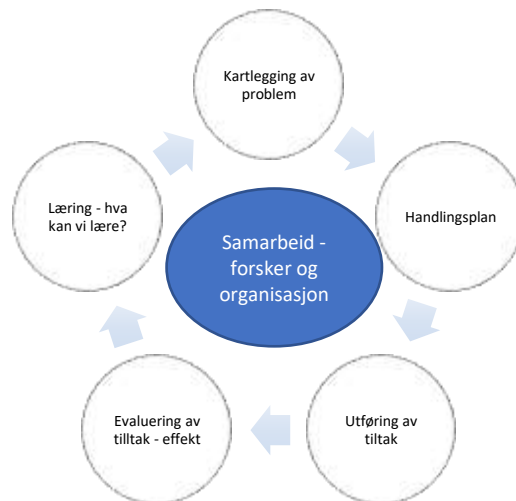 Kartlegging av
problem
Handlingsplan
Utføring av
tiltak
Evaluering av
tilltak - effekt
Læring - hva
kan vi lære?
Samarbeid -
forsker og
organisasjon